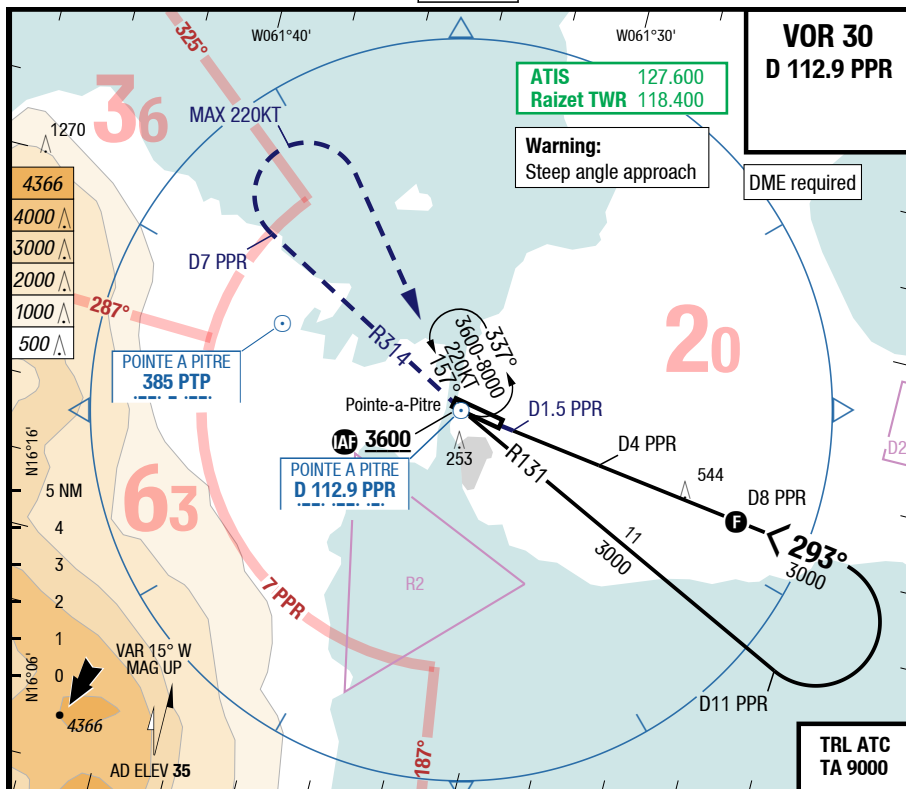 W061°40'
W061°30'
VOR 30
D 112.9 PPR
325°
36
ATIS 127.600
Raizet TWR 118.400
MAX 220KT
1270
Warning:
Steep angle approach
DME required
4366
4000
3000
2000
1000
500
D7 PPR
287°
R314
20
337°
3600-8000
220KT
157°
POINTE A PITRE
385 PTP
Pointe-a-Pitre
D1.5 PPR
IAF 3600
253
R131
D4 PPR
D2
N16°16'
POINTE A PITRE
D 112.9 PPR
544
D8 PPR
5 NM
4
3
2
1
0
63
F
293°
3000
11
3000
R2
7 PPR
N16°06'
VAR 15° W
MAG UP
4366
D11 PPR
187°
AD ELEV 35
TRL ATC
TA 9000